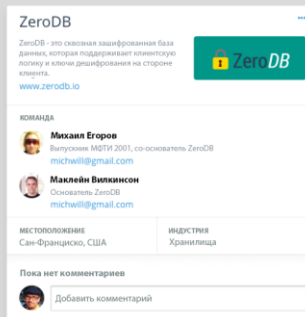 ZeroDB
ZeroDB - это сквозная зашифрованная база
данных, которая поддерживает клиентскую
логику и ключи дешифрования на стороне
клиента.
www.zerodb.io
ZeroDB
КОМАНДА
Михаил Егоров
Выпускник МФТИ 2001, со-основатель ZeroDB
michwill@gmail.com
Маклейн Вилкинсон
Основатель ZeroDB
michwill@gmail.com
МЕСТОПОЛОЖЕНИЕ
Сан-Франциско, США
ИНДУСТРИЯ
Хранилища
Пока нет комментариев
Добавить комментарий